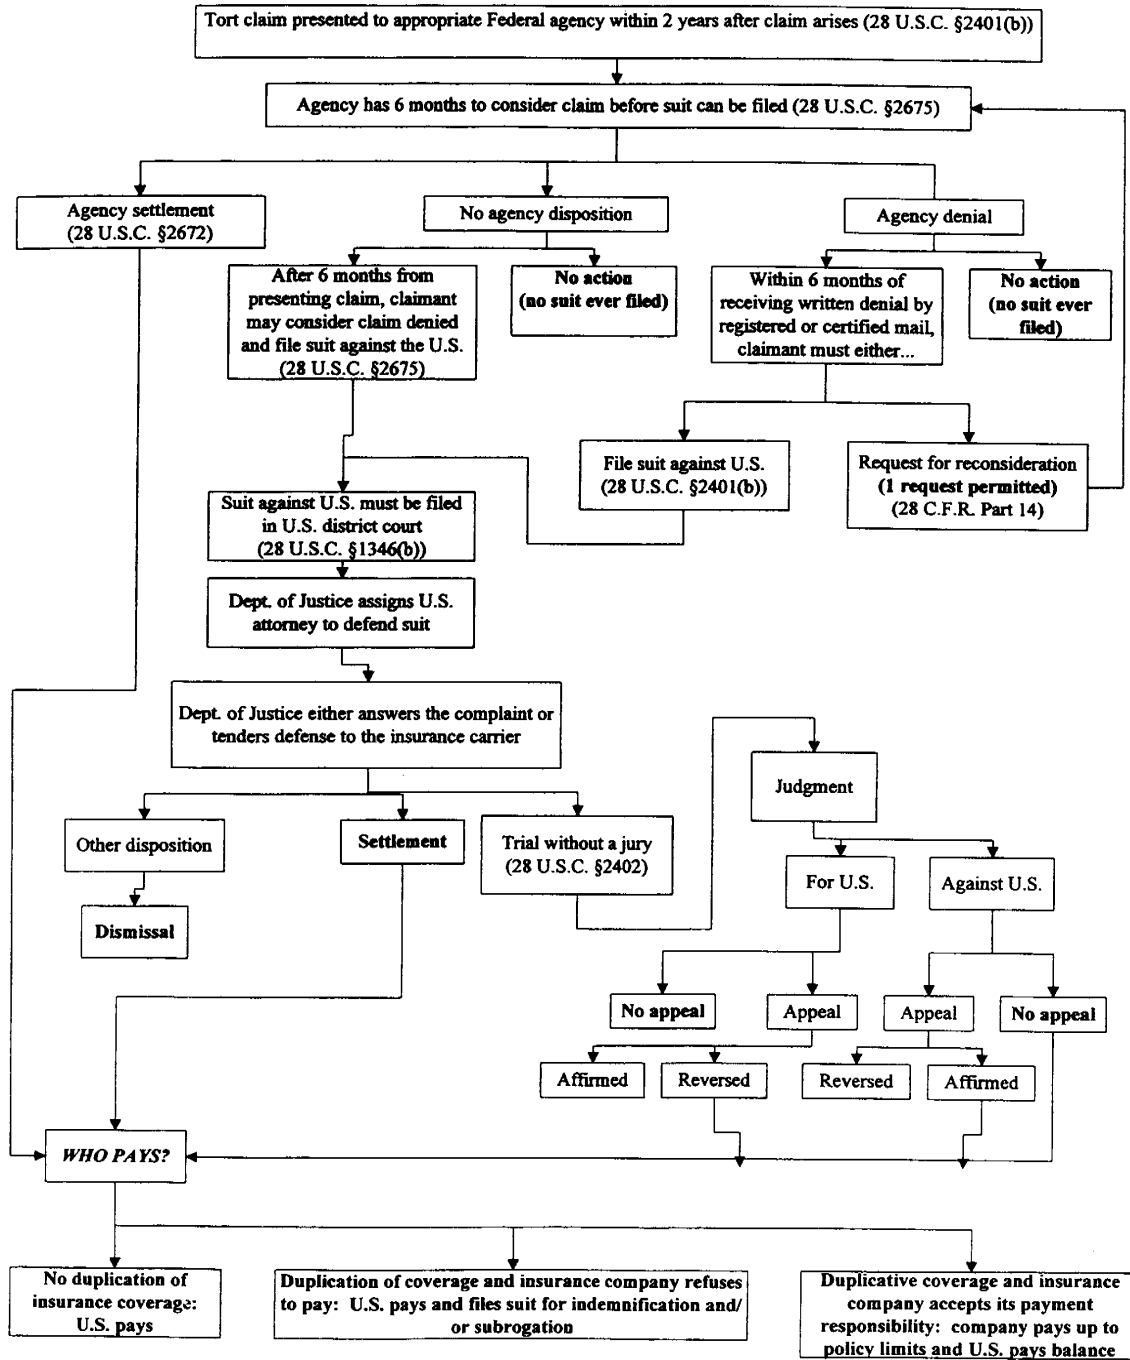 Tort claim presented to appropriate Federal agency within 2 years after claim arises (28 U.S.C. §2401(b))
Agency has 6 months to consider claim before suit can be filed (28 U.S.C. §2675)
Agency settlement
(28 U.S.C. §2672)
No agency disposition
Agency denial
After 6 months from
presenting claim, claimant
may consider claim denied
and file suit against the U.S.
(28 U.S.C. §2675)
No action
(no suit ever filed)
Within 6 months of
receiving written denial by
registered or certified mail,
claimant must either...
No action
(no suit ever
filed)
File suit against U.S.
(28 U.S.C. §2401(b))
Request for reconsideration
(1 request permitted)
(28 C.F.R. Part 14)
Suit against U.S. must be filed
in U.S. district court
(28 U.S.C. §1346(b))
Dept. of Justice assigns U.S.
attorney to defend suit
Dept. of Justice either answers the complaint or
tenders defense to the insurance carrier
Other disposition
Dismissal
Settlement
Trial without a jury
(28 U.S.C. §2402)
Judgment
For U.S.
Against U.S.
No appeal
Appeal
Appeal
No appeal
Affirmed
Reversed
Reversed
Affirmed
WHO PAYS?
No duplication of
insurance coverage:
U.S. pays
Duplication of coverage and insurance company refuses
to pay: U.S. pays and files suit for indemnification and/
or subrogation
Duplicative coverage and insurance
company accepts its payment
responsibility: company pays up to
policy limits and U.S. pays balance